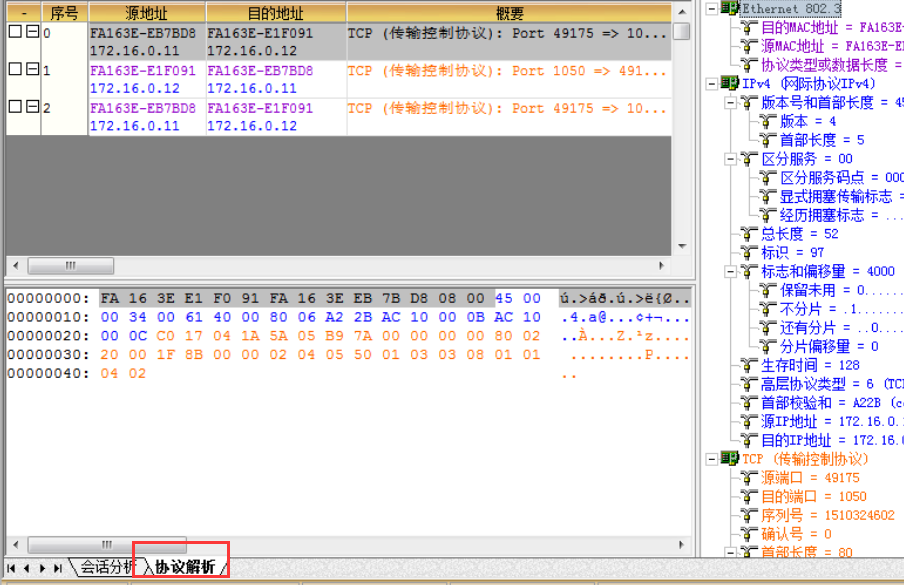 - 序号 源地址 目的地址 概要
0 FA163E-EB7BD8 FA163E-E1F091 TCP (传输控制协议): Port 49175 => 10...
172.16.0.11 172.16.0.12
1 FA163E-E1F091 FA163E-EB7BD8 TCP (传输控制协议): Port 1050 => 491...
172.16.0.12 172.16.0.11
2 FA163E-EB7BD8 FA163E-E1F091 TCP (传输控制协议): Port 49175 => 10...
172.16.0.11 172.16.0.12
00000000: FA 16 3E E1 F0 91 FA 16 3E EB 7B D8 08 00 45 00 ú.>áð.ú.>ë{Ø..
00000010: 00 34 00 61 40 00 80 06 A2 2B AC 10 00 0B AC 10 .4.a@...¢+¬...
00000020: 00 0C C0 17 04 1A 5A 05 B9 7A 00 00 00 00 80 02 ..À...Z.¹z....
00000030: 20 00 1F 8B 00 00 02 04 05 50 01 03 03 08 01 01 ........P....
00000040: 04 02 ..
会话分析 协议解析
Ethernet 802.3
目的MAC地址 = FA163E
源MAC地址 = FA163E-E
协议类型或数据长度 =
IPv4 (网际协议IPv4)
版本号和首部长度 = 45
版本 = 4
首部长度 = 5
区分服务 = 00
区分服务码点 = 000
显式拥塞传输标志 =
经历拥塞标志 = ...
总长度 = 52
标识 = 97
标志和偏移量 = 4000
保留未用 = 0......
不分片 = .1......
还有分片 = ..0....
分片偏移量 = 0
生存时间 = 128
高层协议类型 = 6 (TC
首部校验和 = A22B (c
源IP地址 = 172.16.0.
目的IP地址 = 172.16.
TCP (传输控制协议)
源端口 = 49175
目的端口 = 1050
序列号 = 1510324602
确认号 = 0
首部长度 = 80